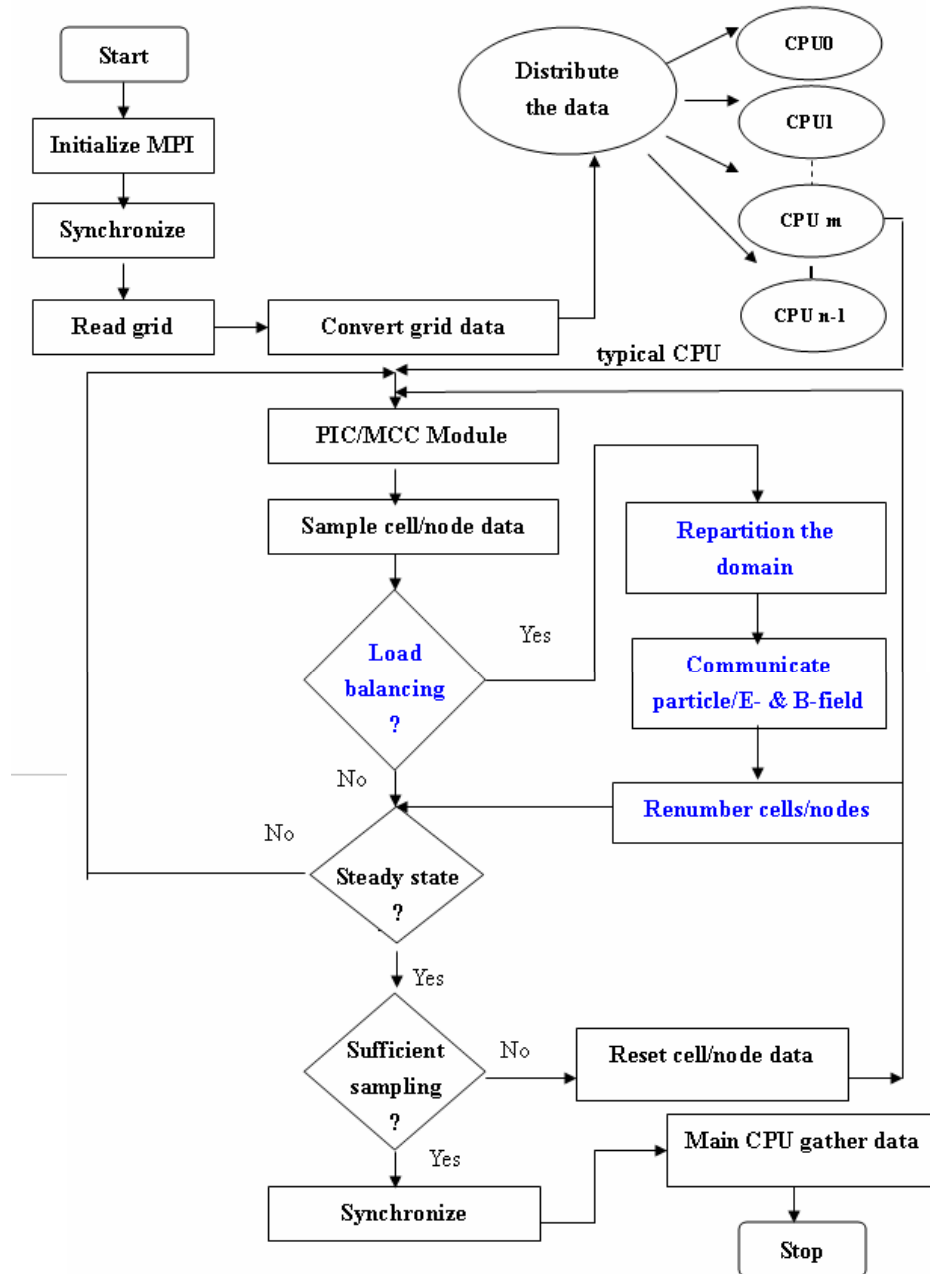 Start
Initialize MPI
Synchronize
Read grid
Convert grid data
Distribute
the data
CPU0
CPU1
CPU m
CPU n-1
typical CPU
PIC/MCC Module
Sample cell/node data
Load
balancing
?
Yes
Repartition the
domain
Communicate
particle/E- & B-field
Renumber cells/nodes
No
No
Steady state
?
Yes
Sufficient
sampling
?
No
Reset cell/node data
Yes
Synchronize
Main CPU gather data
Stop